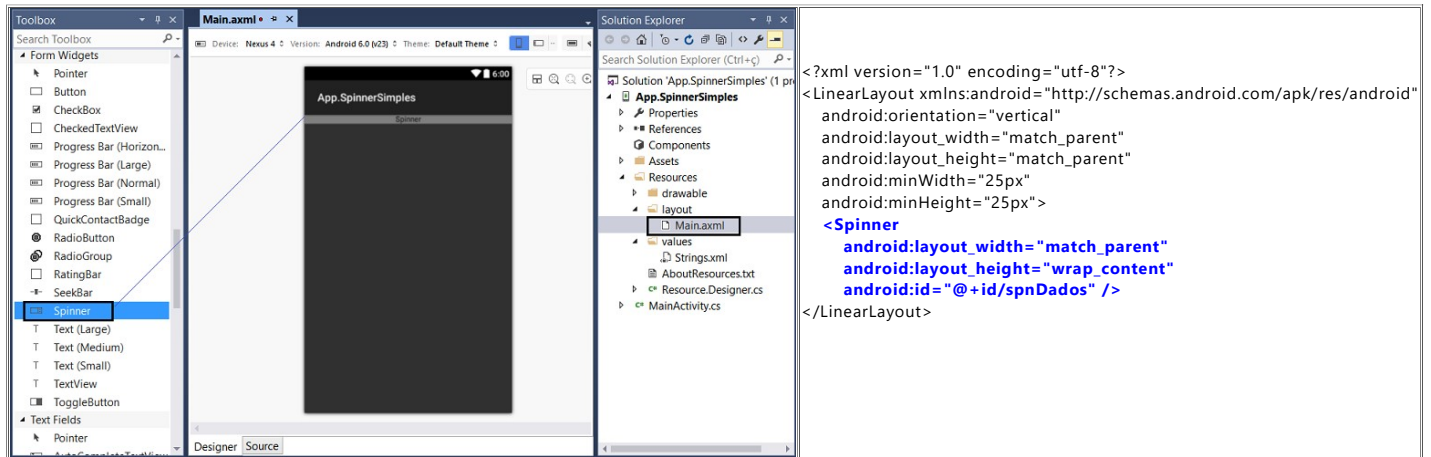 Toolbox
Search Toolbox
Form Widgets
Pointer
Button
CheckBox
CheckedTextView
Progress Bar (Horizon...
Progress Bar (Large)
Progress Bar (Normal)
Progress Bar (Small)
QuickContactBadge
RadioButton
RadioGroup
RatingBar
SeekBar
Spinner
Text (Large)
Text (Medium)
Text (Small)
TextView
ToggleButton
Text Fields
Pointer
Main.axml
Device: Nexus 4 Version: Android 6.0 (v23) Theme: Default Theme
6:00
App.SpinnerSimples
Spinner
Designer Source
Solution Explorer
Search Solution Explorer (Ctrl+ç)
Solution 'App.SpinnerSimples' (1 pr
App.SpinnerSimples
Properties
References
Components
Assets
Resources
drawable
layout
Main.axml
values
Strings.xml
AboutResources.txt
C# Resource.Designer.cs
C# MainActivity.cs
<?xml version="1.0" encoding="utf-8"?>
<LinearLayout xmlns:android="http://schemas.android.com/apk/res/android"
android:orientation="vertical"
android:layout_width="match_parent"
android:layout_height="match_parent"
android:minWidth="25px"
android:minHeight="25px">
<Spinner
android:layout_width="match_parent"
android:layout_height="wrap_content"
android:id="@+id/spnDados" />
</LinearLayout>